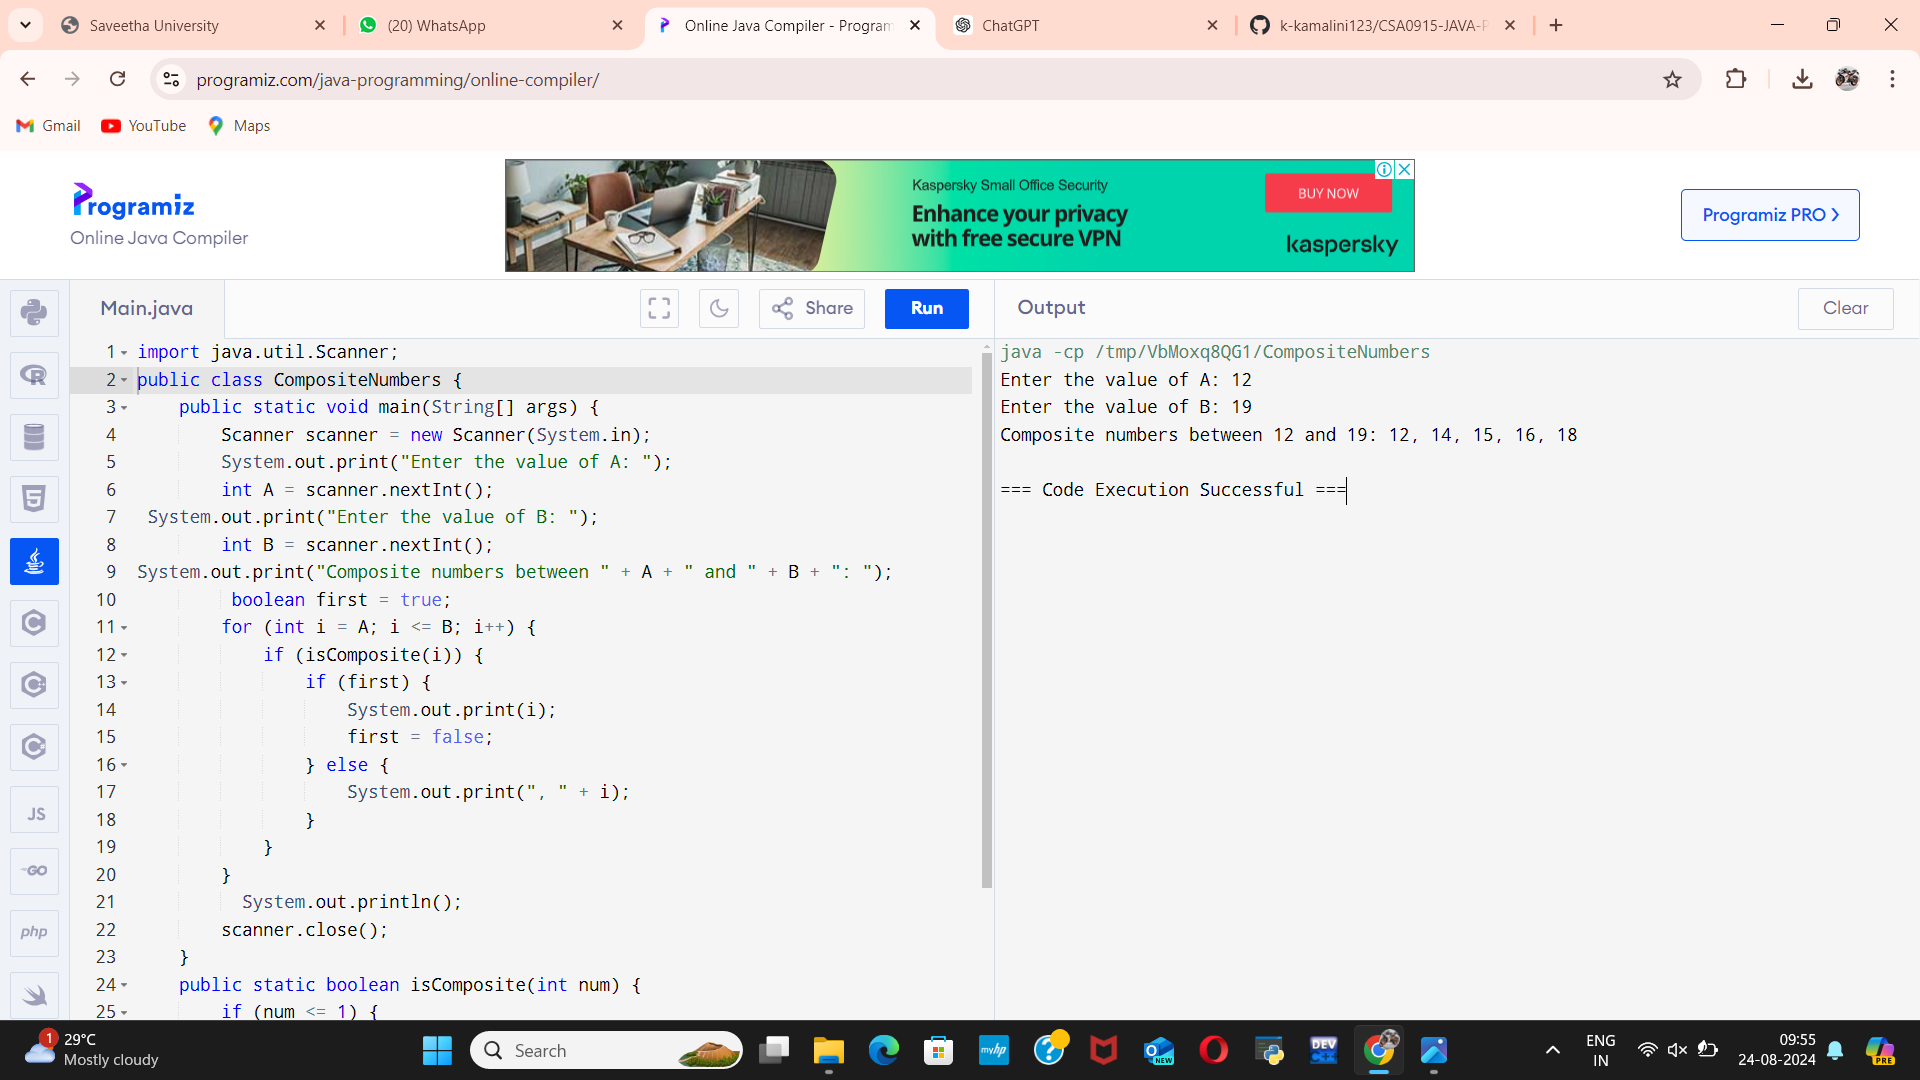 Saveetha University
(20) WhatsApp
Online Java Compiler - Program
ChatGPT
k-kamalini123/CSA0915-JAVA-P
programiz.com/java-programming/online-compiler/
Gmail
YouTube
Maps
Programiz
Online Java Compiler
Kaspersky Small Office Security
Enhance your privacy
with free secure VPN
BUY NOW
kaspersky
Programiz PRO
Main.java
Share
Run
Output
Clear
1 import java.util.Scanner;
2 public class CompositeNumbers {
3 public static void main(String[] args) {
4 Scanner scanner = new Scanner(System.in);
5 System.out.print("Enter the value of A: ");
6 int A = scanner.nextInt();
7 System.out.print("Enter the value of B: ");
8 int B = scanner.nextInt();
9 System.out.print("Composite numbers between " + A + " and " + B + ": ");
10 boolean first = true;
11 for (int i = A; i <= B; i++) {
12 if (isComposite(i)) {
13 if (first) {
14 System.out.print(i);
15 first = false;
16 } else {
17 System.out.print(", " + i);
18 }
19 }
20 }
21 System.out.println();
22 scanner.close();
23 }
24 public static boolean isComposite(int num) {
25 if (num <= 1) {
java -cp /tmp/VbMoxq8QG1/CompositeNumbers
Enter the value of A: 12
Enter the value of B: 19
Composite numbers between 12 and 19: 12, 14, 15, 16, 18
=== Code Execution Successful ===
R
5
C
C
C
JS
GO
php
1
29°C
Mostly cloudy
Search
myhp
?
NEW
DEV
ENG
IN
09:55
24-08-2024
PRE